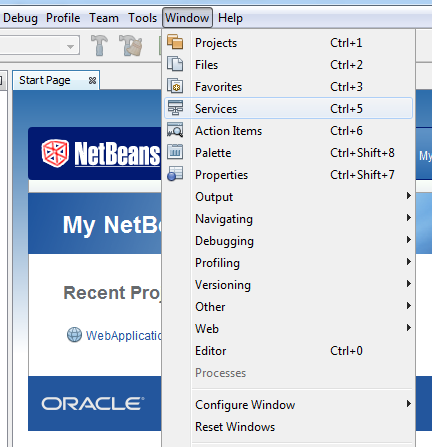 Debug Profile Team Tools Window Help
Start Page
Projects Ctrl+1
Files Ctrl+2
Favorites Ctrl+3
Services Ctrl+5
Action Items Ctrl+6
Palette Ctrl+Shift+8
Properties Ctrl+Shift+7
Output
Navigating
Debugging
Profiling
Versioning
Other
Web
Editor Ctrl+0
Processes
Configure Window
Reset Windows
NetBeans
My
My NetBe
Recent Proj
WebApplicatio
ORACLE